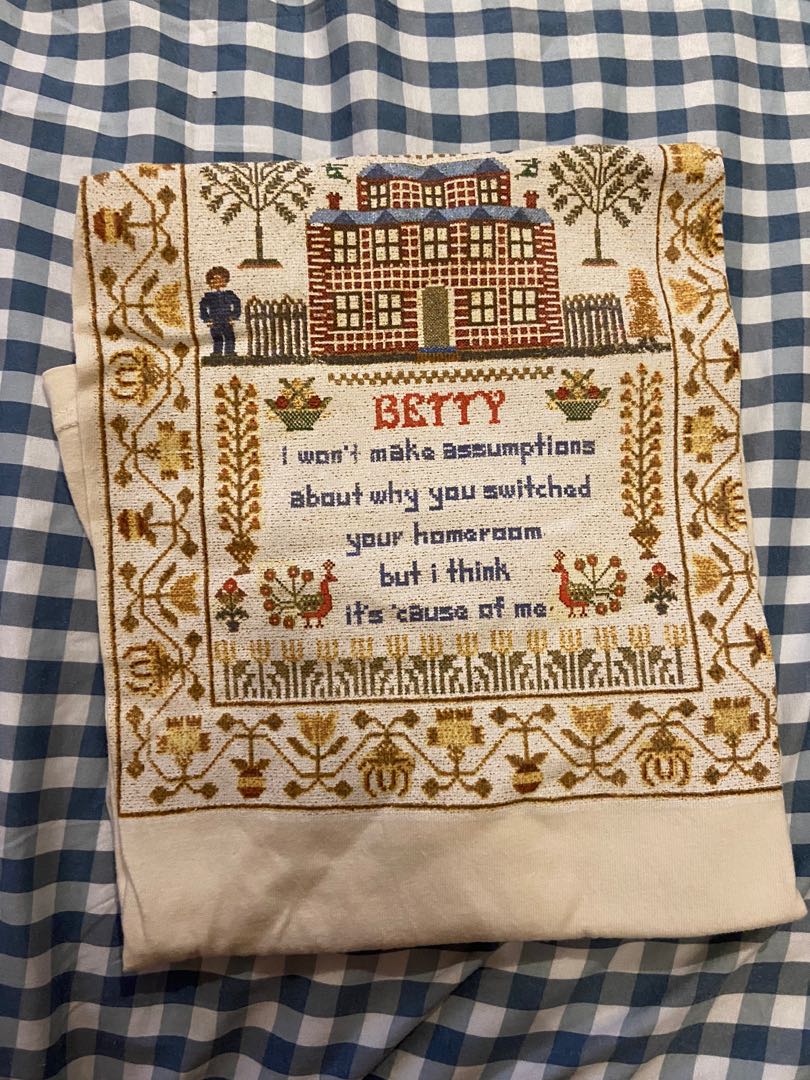 BETTY
i won't make assumptions
about why you switched
your homeroom
but i think
it's 'cause of me